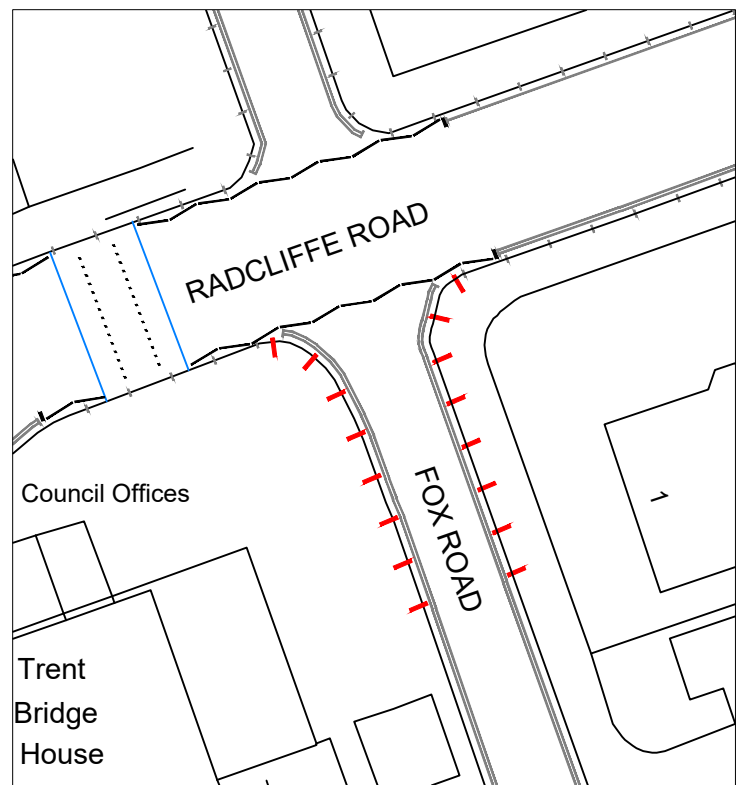 RADCLIFFE ROAD
FOX ROAD
1
Council Offices
Trent
Bridge
House